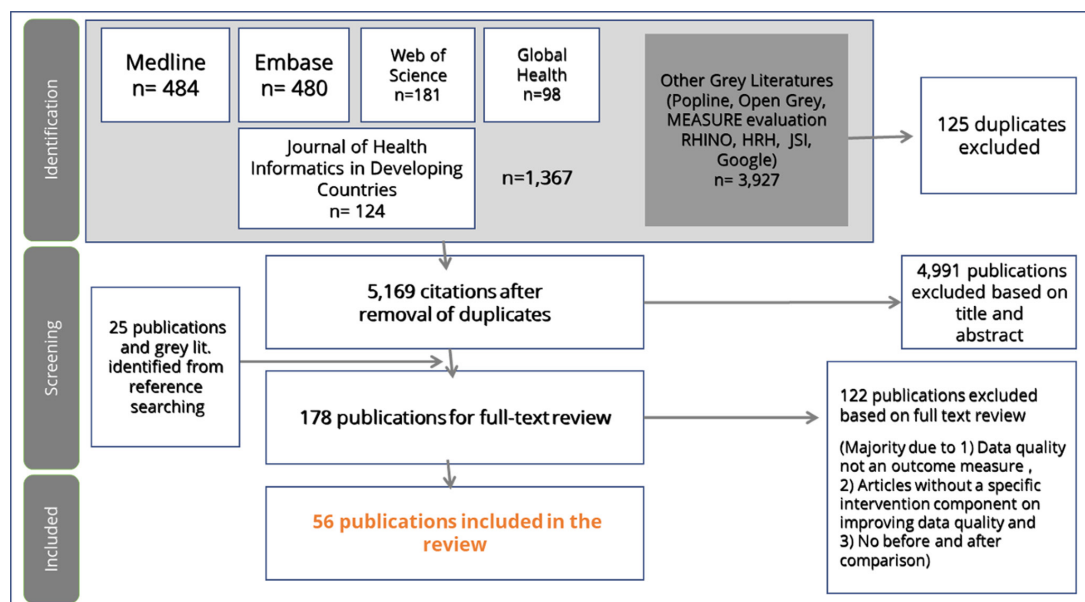 Identification
Medline
n= 484
Embase
n= 480
Web of
Science
n=181
Global
Health
n=98
Journal of Health
Informatics in Developing
Countries
n= 124
n=1,367
Other Grey Literatures
(Popline, Open Grey,
MEASURE evaluation
RHINO, HRH, JSI,
Google)
n= 3,927
125 duplicates
excluded
Screening
5,169 citations after
removal of duplicates
4,991 publications
excluded based on
title and
abstract
25 publications
and grey lit.
identified from
reference
searching
178 publications for full-text review
122 publications excluded
based on full text review
(Majority due to 1) Data quality
not an outcome measure ,
2) Articles without a specific
intervention component on
improving data quality and
3) No before and after
comparison)
Included
56 publications included in the
review